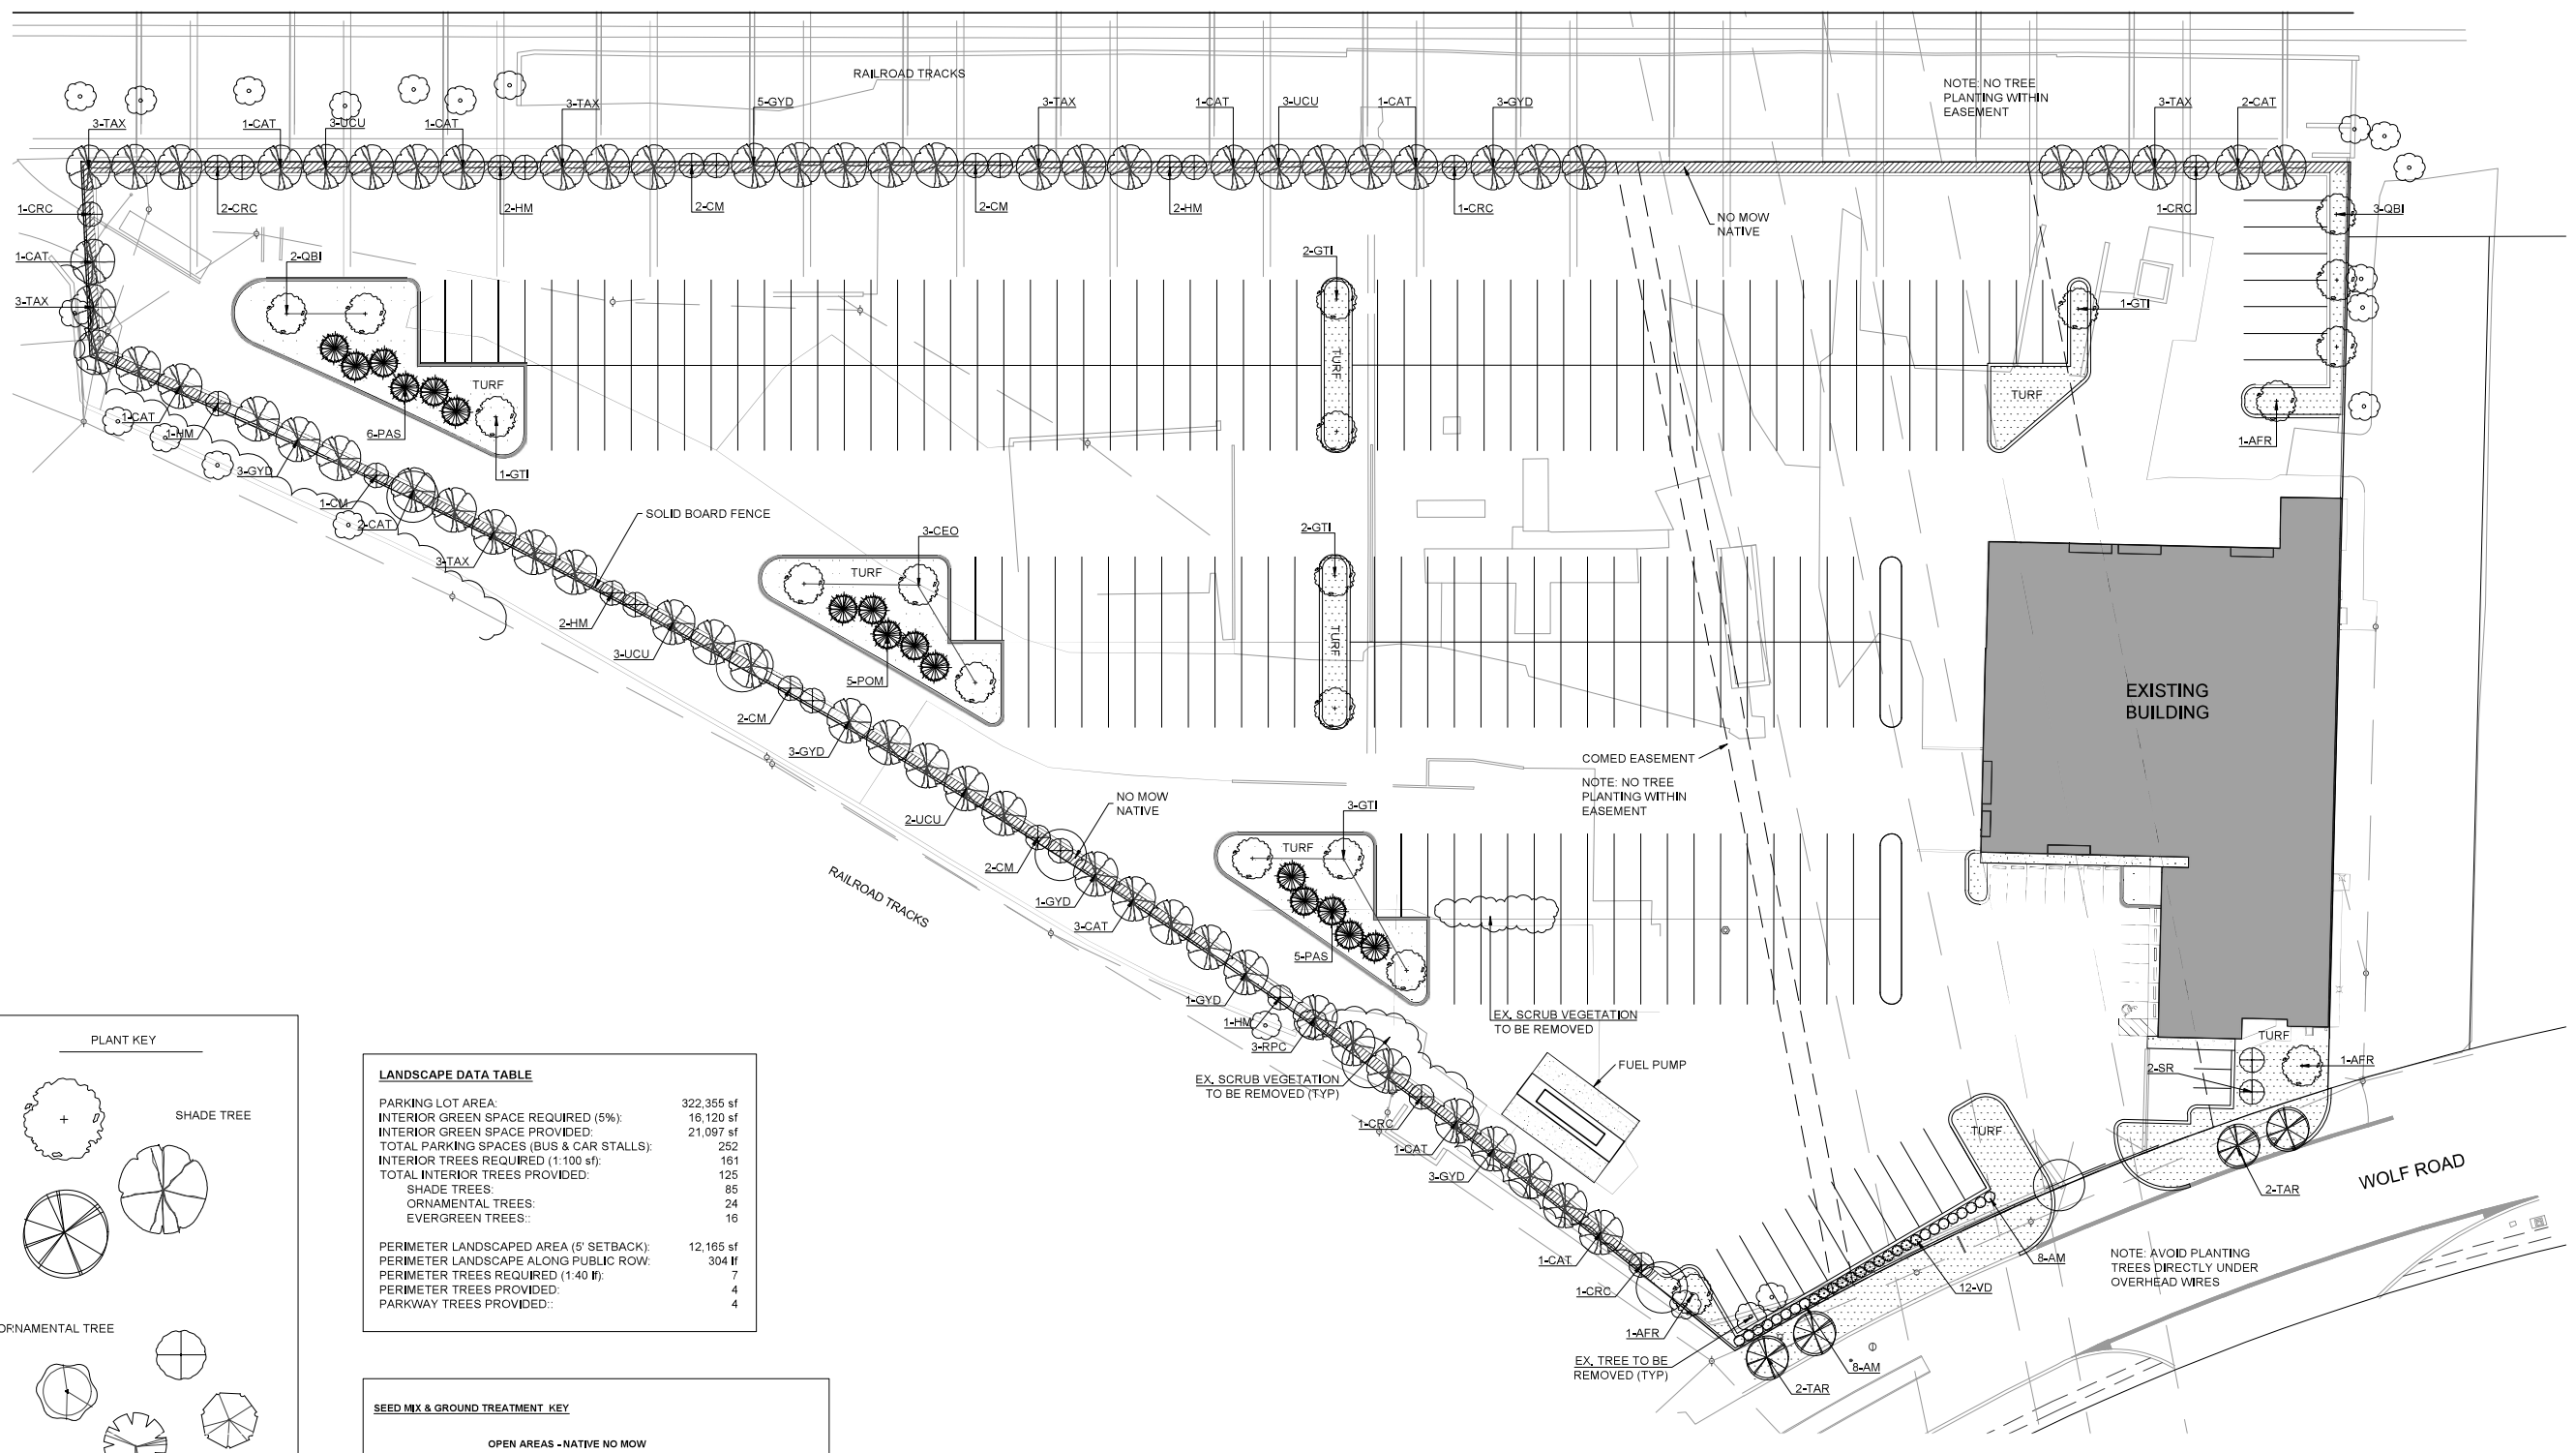 RAILROAD TRACKS
NOTE: NO TREE
PLANTING WITHIN
EASEMENT
3-TAX
1-CAT
3-UCU
1-CAT
3-TAX
5-GYD
3-TAX
1-CAT
3-UCU
1-CAT
3-GYD
3-TAX
2-CAT
1-CRC
2-CRC
2-HM
2-CM
2-CM
2-HM
1-CRC
NO MOW
NATIVE
1-CRC
3-QBI
1-CAT
2-QBI
2-GTI
3-TAX
1-GTI
TURF
TURF
TURF
1-CAT
1-HM
6-PAS
1-AFR
3-GYD
1-GTI
1-CM
2-CAT
SOLID BOARD FENCE
3-CEO
2-GTI
3-TAX
TURF
TURF
2-HM
3-UCU
5-POM
EXISTING
BUILDING
2-CM
3-GYD
COMED EASEMENT
NOTE: NO TREE
PLANTING WITHIN
EASEMENT
NO MOW
NATIVE
3-GTI
2-UCU
TURF
2-CM
RAILROAD TRACKS
1-GYD
3-CAT
5-PAS
1-GYD
EX. SCRUB VEGETATION
TO BE REMOVED
1-HM
3-RPC
EX. SCRUB VEGETATION
TO BE REMOVED (TYP)
FUEL PUMP
TURF
1-AFR
2-SR
1-CRC
1-CAT
TURF
3-GYD
2-TAR
WOLF ROAD
1-CAT
8-AM
NOTE: AVOID PLANTING
TREES DIRECTLY UNDER
OVERHEAD WIRES
1-CRC
12-VD
1-AFR
EX. TREE TO BE
REMOVED (TYP)
8-AM
2-TAR
PLANT KEY
SHADE TREE
ORNAMENTAL TREE
LANDSCAPE DATA TABLE
PARKING LOT AREA: 322,355 sf
INTERIOR GREEN SPACE REQUIRED (5%): 16,120 sf
INTERIOR GREEN SPACE PROVIDED: 21,097 sf
TOTAL PARKING SPACES (BUS & CAR STALLS): 252
INTERIOR TREES REQUIRED (1:100 sf): 161
TOTAL INTERIOR TREES PROVIDED: 125
SHADE TREES: 85
ORNAMENTAL TREES: 24
EVERGREEN TREES:: 16
PERIMETER LANDSCAPED AREA (5' SETBACK): 12,165 sf
PERIMETER LANDSCAPE ALONG PUBLIC ROW: 304 lf
PERIMETER TREES REQUIRED (1:40 lf): 7
PERIMETER TREES PROVIDED: 4
PARKWAY TREES PROVIDED:: 4
SEED MIX & GROUND TREATMENT KEY
OPEN AREAS - NATIVE NO MOW